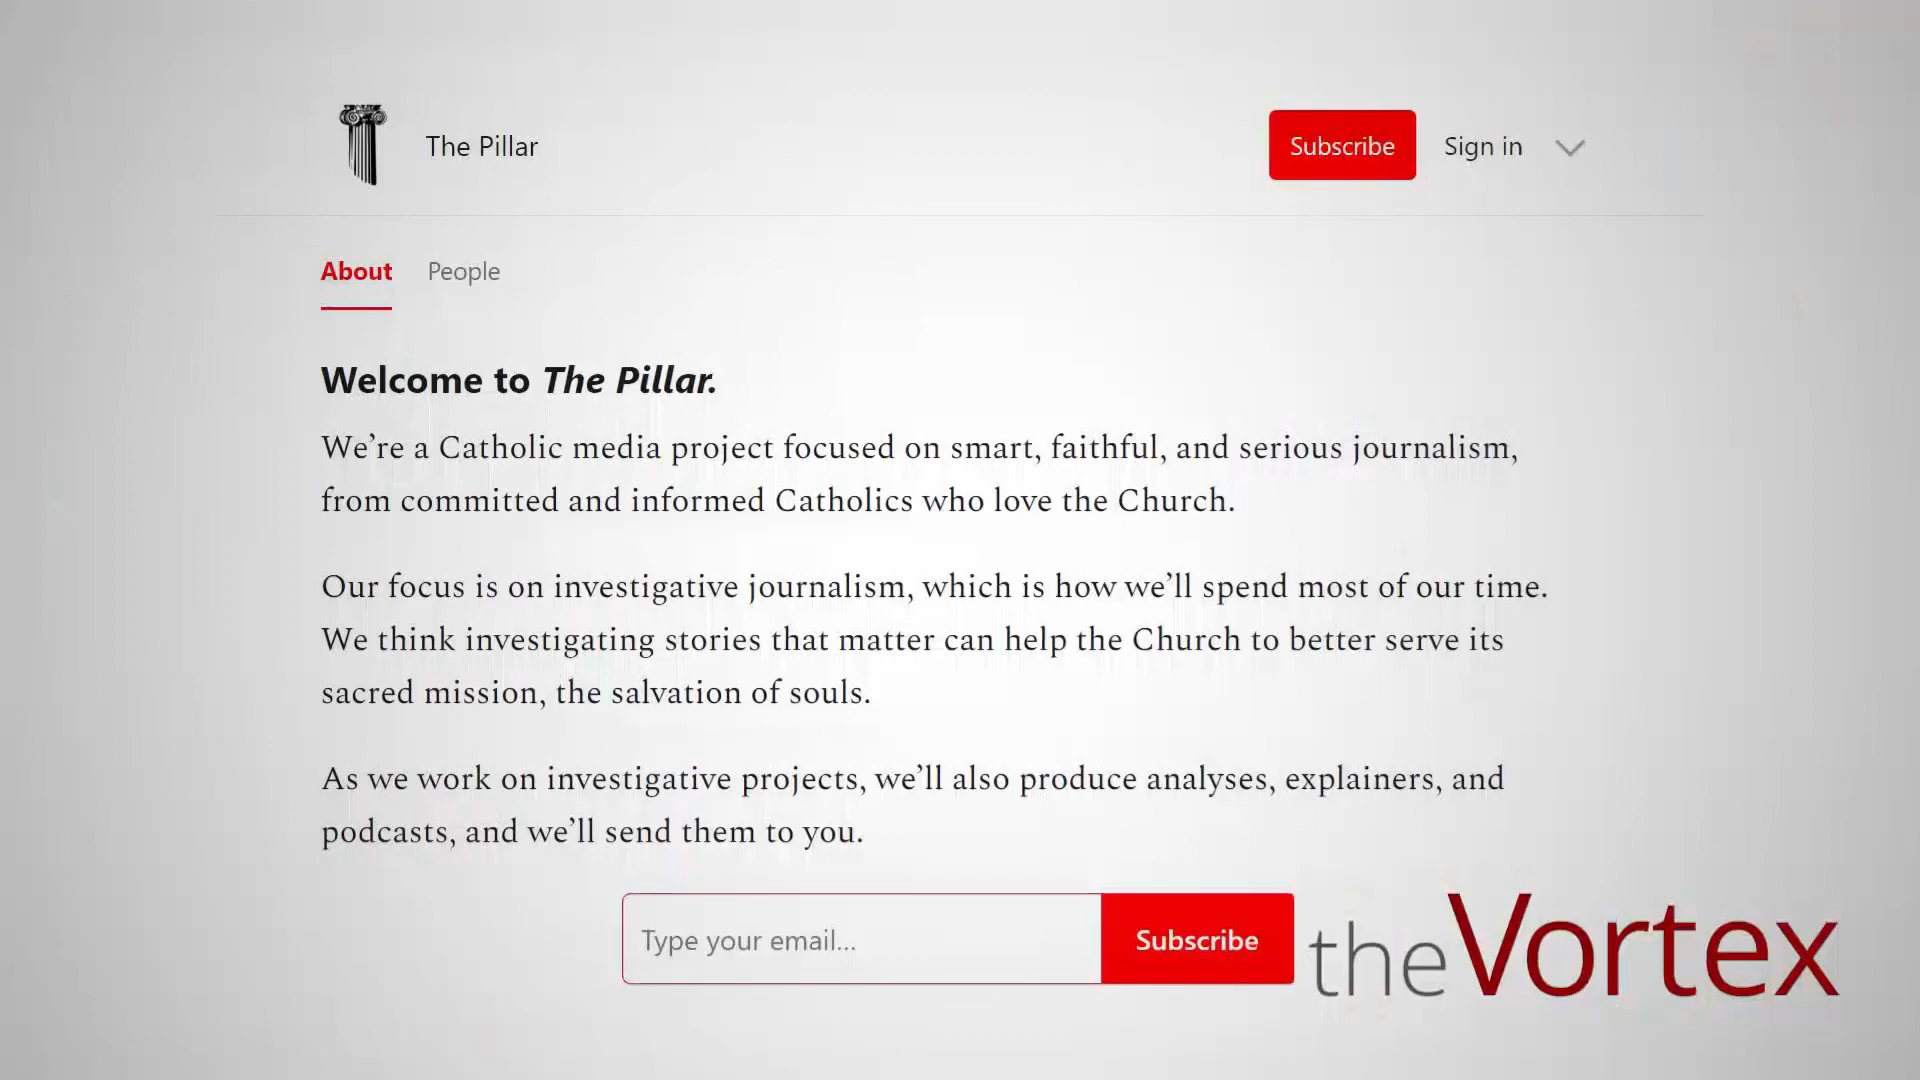 The Pillar
Subscribe
Sign in
About
People
Welcome to The Pillar.
We’re a Catholic media project focused on smart, faithful, and serious journalism,
from committed and informed Catholics who love the Church.
Our focus is on investigative journalism, which is how we’ll spend most of our time.
We think investigating stories that matter can help the Church to better serve its
sacred mission, the salvation of souls.
As we work on investigative projects, we’ll also produce analyses, explainers, and
podcasts, and we’ll send them to you.
Type your email...
Subscribe
theVortex